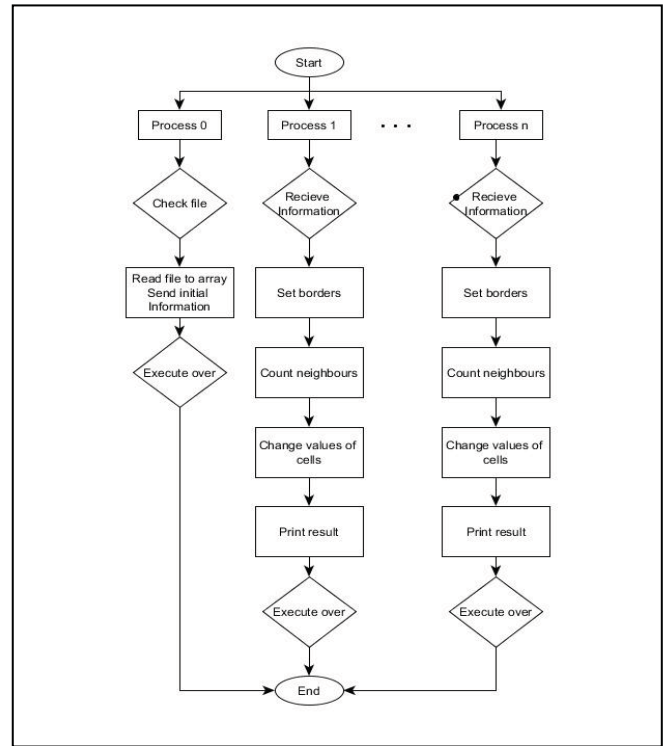 Start
Process 0
Process 1
. . .
Process n
Check file
Recieve
Information
Recieve
Information
Read file to array
Send initial
Information
Set borders
Set borders
Execute over
Count neighbours
Count neighbours
Change values of
cells
Change values of
cells
Print result
Print result
Execute over
Execute over
End